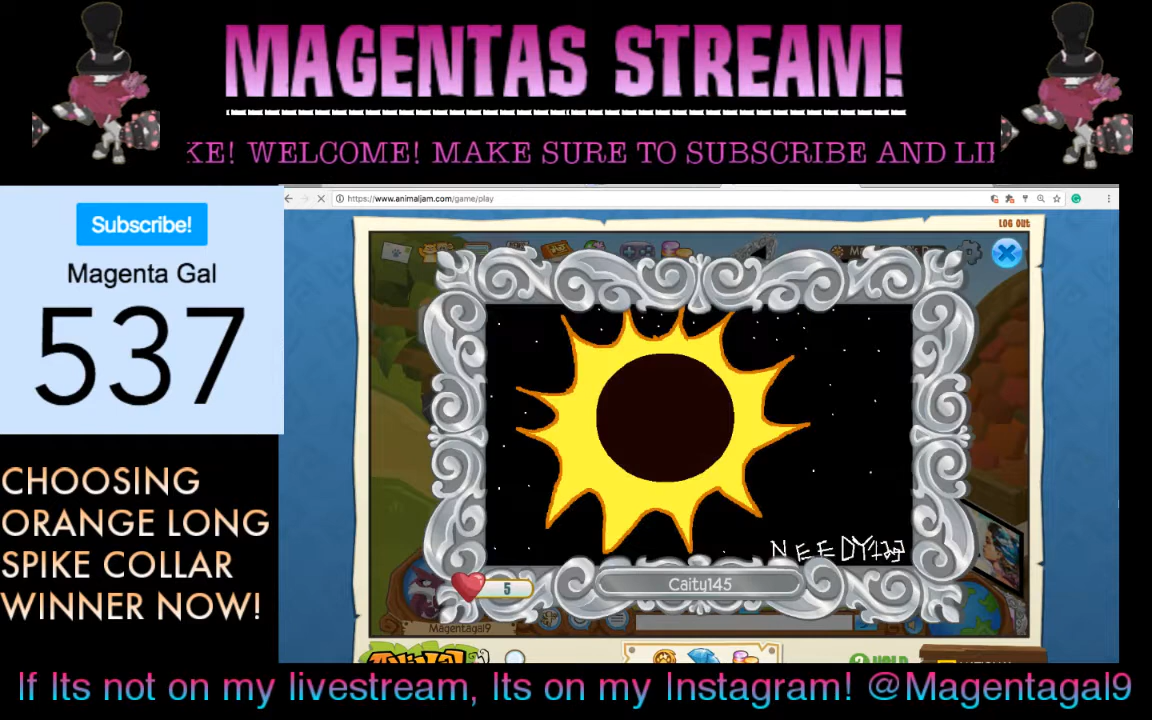 MAGENTAS STREAM!
KE! WELCOME! MAKE SURE TO SUBSCRIBE AND LI
https://www.animaljam.com/game/play
LOG OUT
Subscribe!
Magenta Gal
537
CHOOSING
ORANGE LONG
SPIKE COLLAR
WINNER NOW!
NEEDY
5
Caity145
Magentagal9
If Its not on my livestream, Its on my Instagram! @Magentagal9